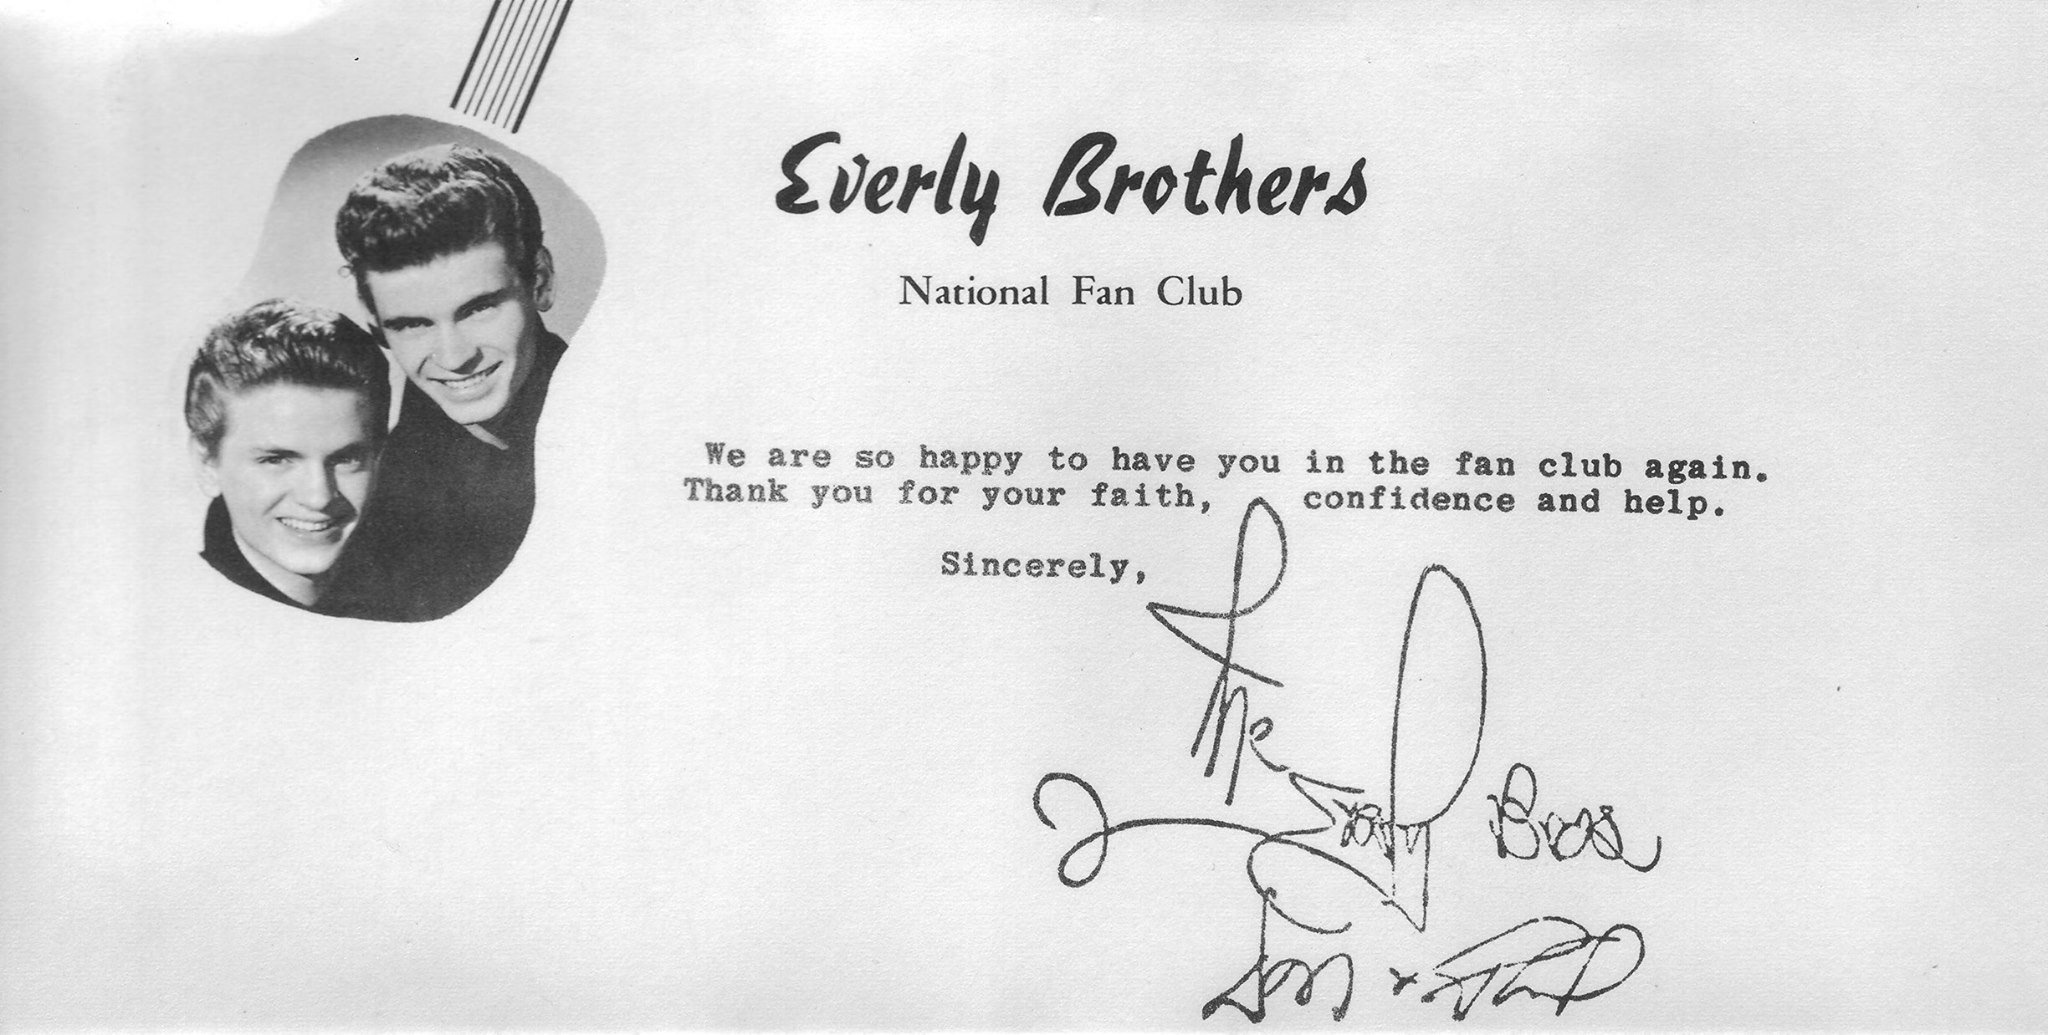 Everly Brothers
National Fan Club
We are so happy to have you in the fan club again.
Thank you for your faith, confidence and help.
Sincerely,
The Everly Bros
Don & Phil